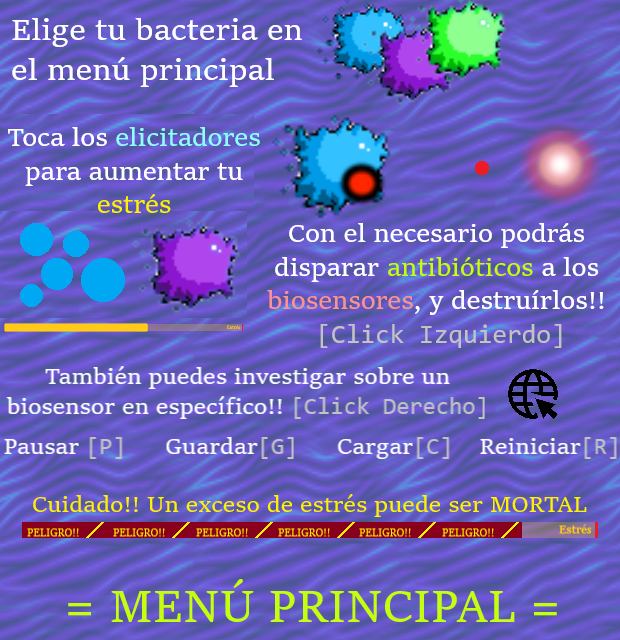 Elige tu bacteria en
el menú principal
Toca los elicitadores
para aumentar tu
estrés
Estrés
Con el necesario podrás
disparar antibióticos a los
biosensores, y destruírlos!!
[Click Izquierdo]
También puedes investigar sobre un
biosensor en específico!! [Click Derecho]
Pausar [P] Guardar[G] Cargar[C] Reiniciar[R]
Cuidado!! Un exceso de estrés puede ser MORTAL
PELIGRO!! PELIGRO!! PELIGRO!! PELIGRO!! PELIGRO!! PELIGRO!! Estrés
= MENÚ PRINCIPAL =